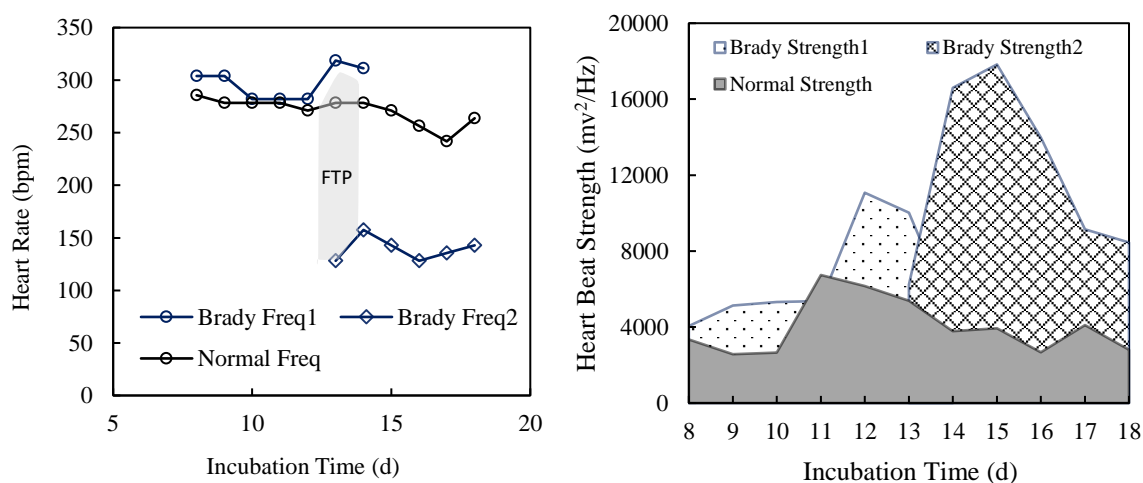 350
300
250
200
150
100
50
0
Heart Rate (bpm)
FTP
Brady Freq1 Brady Freq2
Normal Freq
5 10 15 20
Incubation Time (d)
20000
16000
12000
8000
4000
0
Heart Beat Strength (mv²/Hz)
Brady Strength1 Brady Strength2
Normal Strength
8 9 10 11 12 13 14 15 16 17 18
Incubation Time (d)